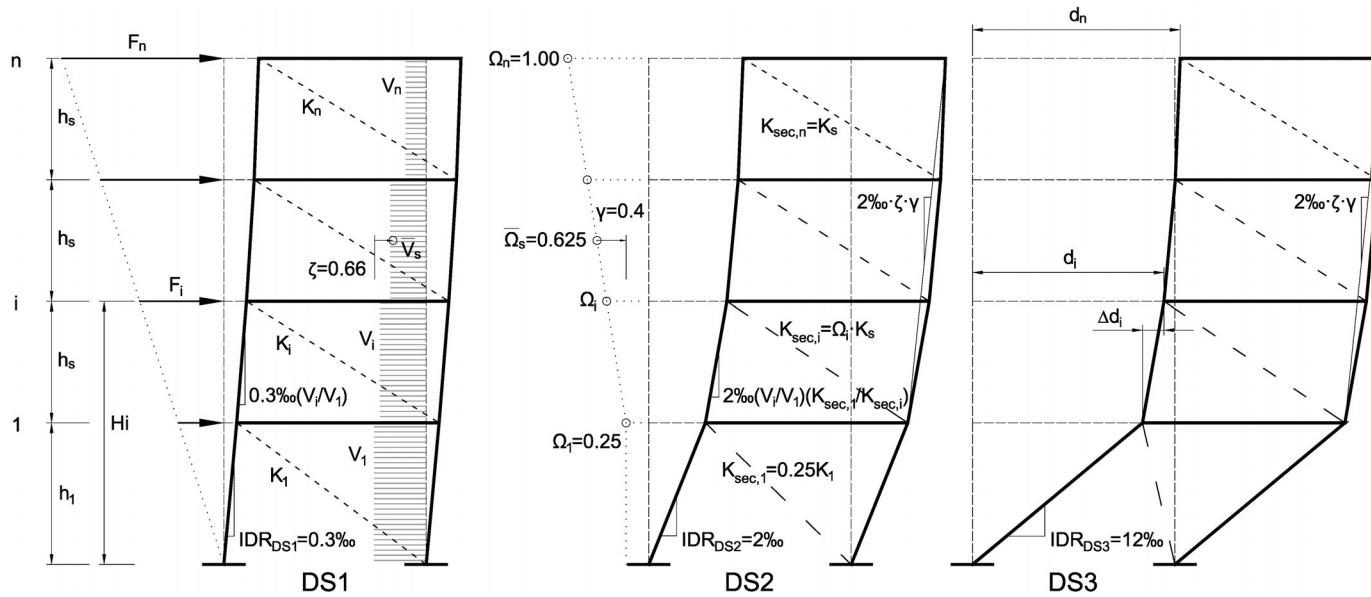 n
F_n
h_s
K_n
V_n
h_s
ζ=0.66
V̅_s
i
F_i
h_s
K_i
V_i
0.3‰(V_i/V_1)
1
Hi
h_1
K_1
V_1
IDR_DS1=0.3‰
DS1
Ω_n=1.00
K_sec,n=K_s
γ=0.4
2‰·ζ·γ
Ω̅_s=0.625
Ω_i
K_sec,i=Ω_i·K_s
2‰(V_i/V_1)(K_sec,1/K_sec,i)
Ω_1=0.25
K_sec,1=0.25K_1
IDR_DS2=2‰
DS2
d_n
2‰·ζ·γ
d_i
Δd_i
IDR_DS3=12‰
DS3